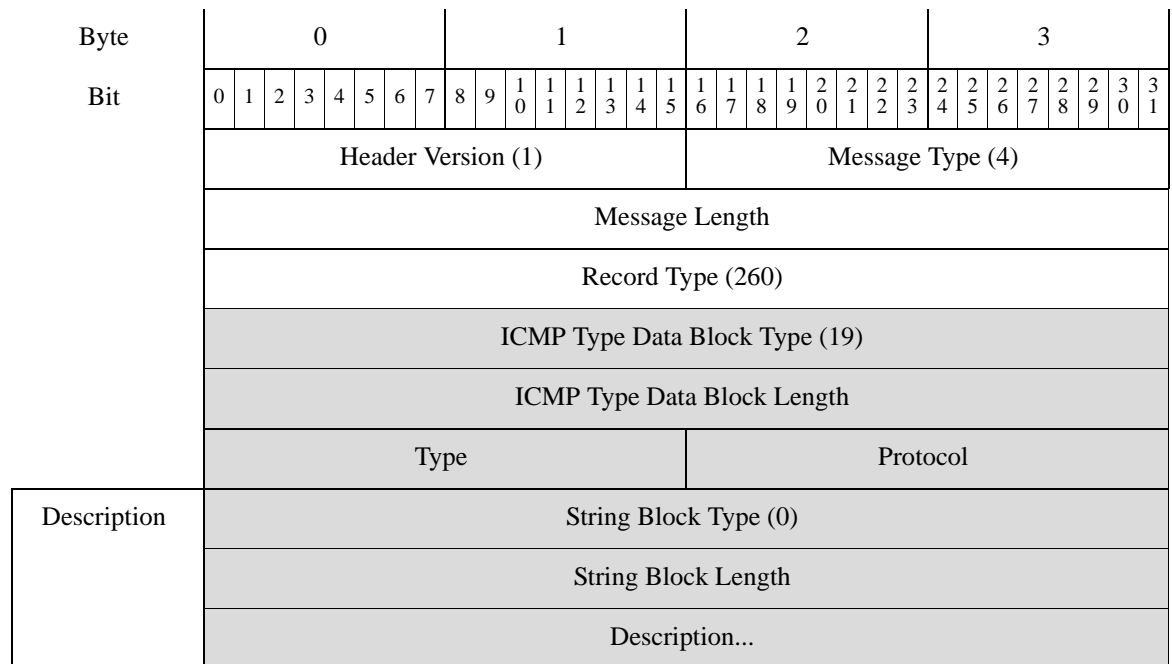 Byte 0 1 2 3
Bit 0 1 2 3 4 5 6 7 8 9 10 11 12 13 14 15 16 17 18 19 20 21 22 23 24 25 26 27 28 29 30 31
Header Version (1) Message Type (4)
Message Length
Record Type (260)
ICMP Type Data Block Type (19)
ICMP Type Data Block Length
Type Protocol
Description String Block Type (0)
String Block Length
Description...